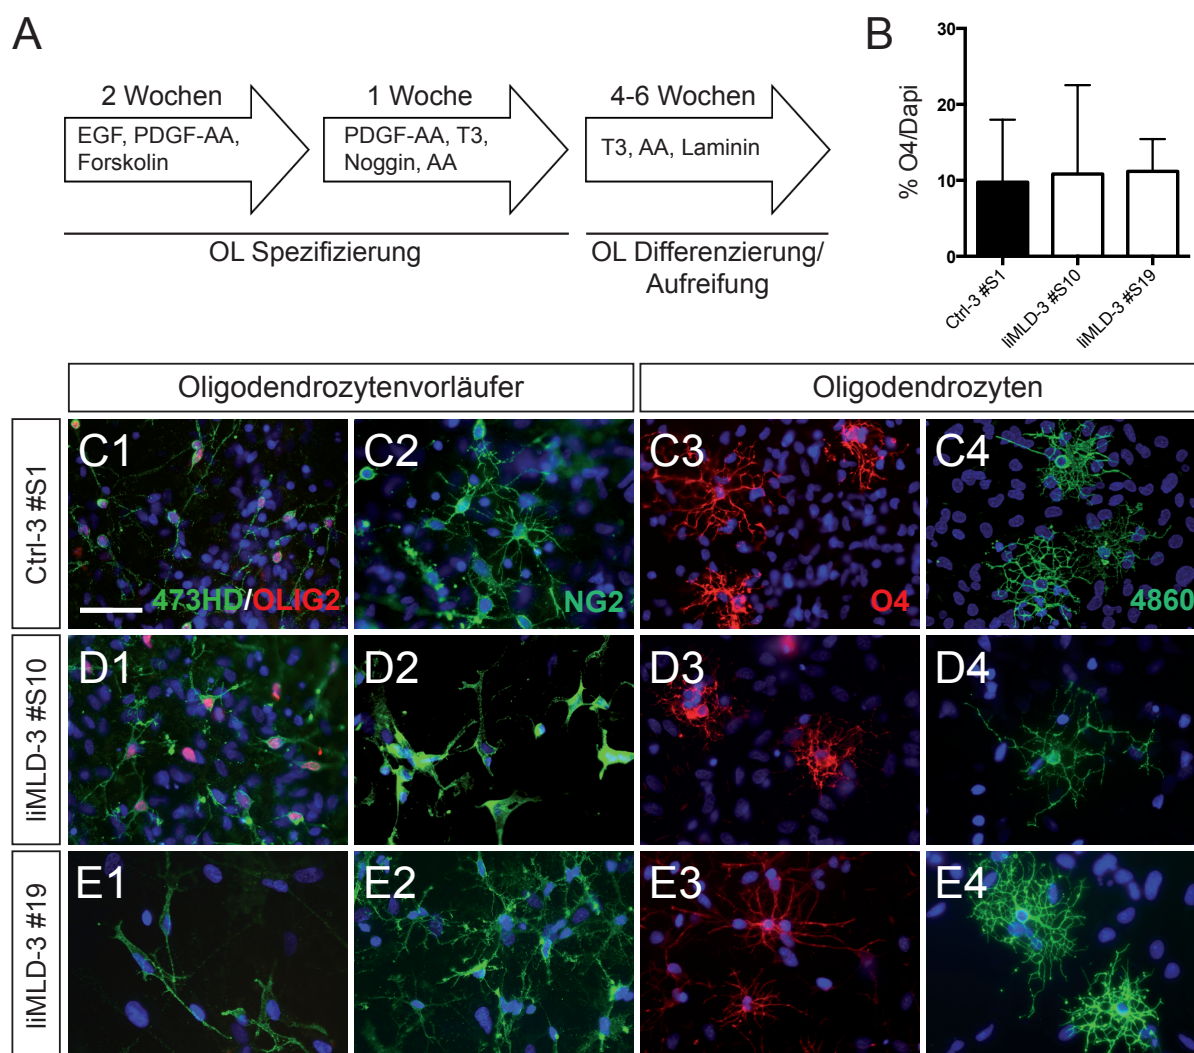 A
2 Wochen
EGF, PDGF-AA,
Forskolin
1 Woche
PDGF-AA, T3,
Noggin, AA
4-6 Wochen
T3, AA, Laminin
OL Spezifizierung
OL Differenzierung/
Aufreifung
B
% O4/Dapi
30
20
10
0
Ctrl-3 #S1
liMLD-3 #S10
liMLD-3 #S19
Oligodendrozytenvorläufer
Oligodendrozyten
Ctrl-3 #S1
C1
473HD/OLIG2
C2
NG2
C3
O4
C4
4860
liMLD-3 #S10
D1
D2
D3
D4
liMLD-3 #19
E1
E2
E3
E4